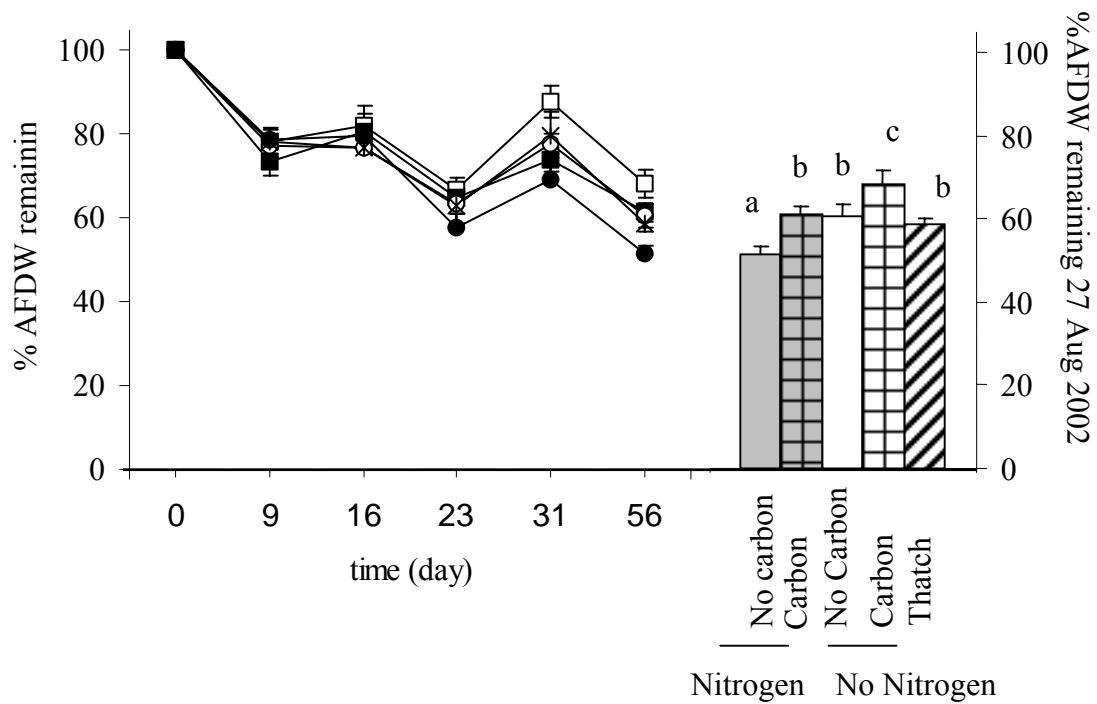 % AFDW remainin
100
80
60
40
20
0
0 9 16 23 31 56
time (day)
a b b c b
100
80
60
40
20
0
%AFDW remaining 27 Aug 2002
No carbon
Carbon
No Carbon
Carbon
Thatch
Nitrogen No Nitrogen